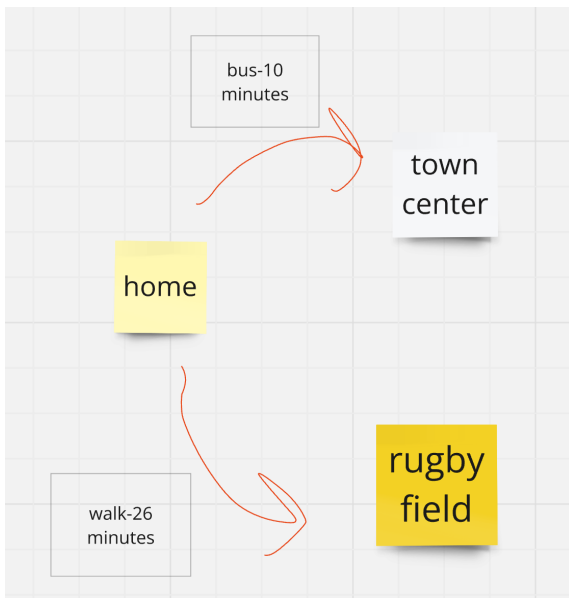 bus-10
minutes
town
center
home
rugby
field
walk-26
minutes